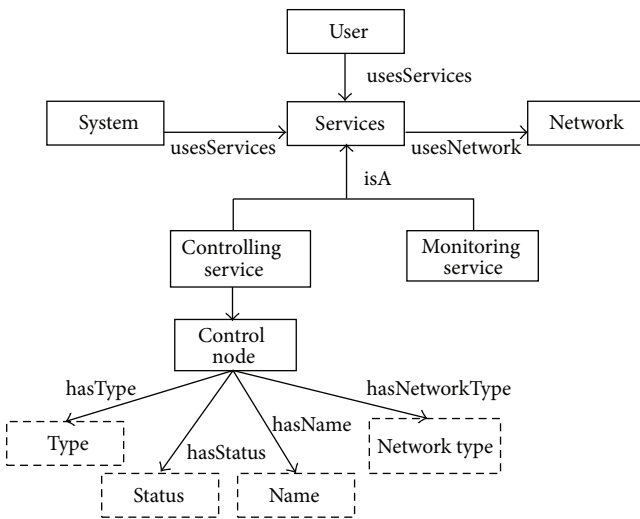 User
usesServices
System
Services
Network
usesServices
usesNetwork
isA
Controlling
service
Monitoring
service
Control
node
hasType
hasNetworkType
hasName
hasStatus
Type
Network type
Status
Name